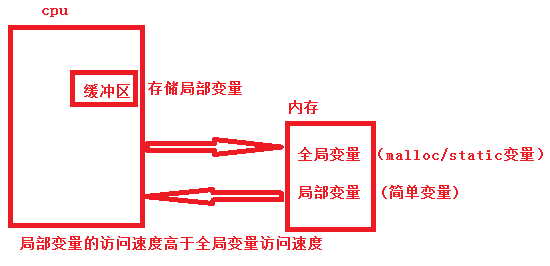 cpu
缓冲区 存储局部变量
内存
全局变量 （malloc/static变量）
局部变量 （简单变量）
局部变量的访问速度高于全局变量访问速度